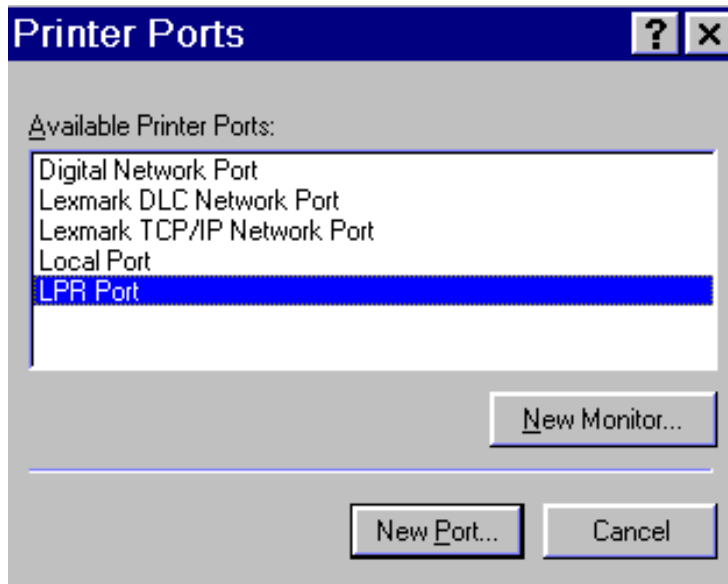 Printer Ports
Available Printer Ports:
Digital Network Port
Lexmark DLC Network Port
Lexmark TCP/IP Network Port
Local Port
LPR Port
New Monitor...
New Port...
Cancel